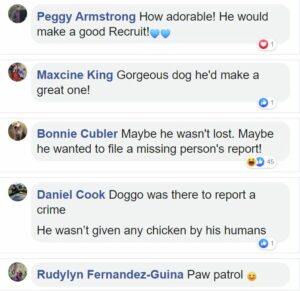 Peggy Armstrong How adorable! He would
make a good Recruit!💙💙
1
Maxcine King Gorgeous dog he'd make a
great one!
1
Bonnie Cubler Maybe he wasn't lost. Maybe
he wanted to file a missing person's report!
45
Daniel Cook Doggo was there to report a
crime
He wasn't given any chicken by his humans
1
Rudylyn Fernandez-Guina Paw patrol 😊